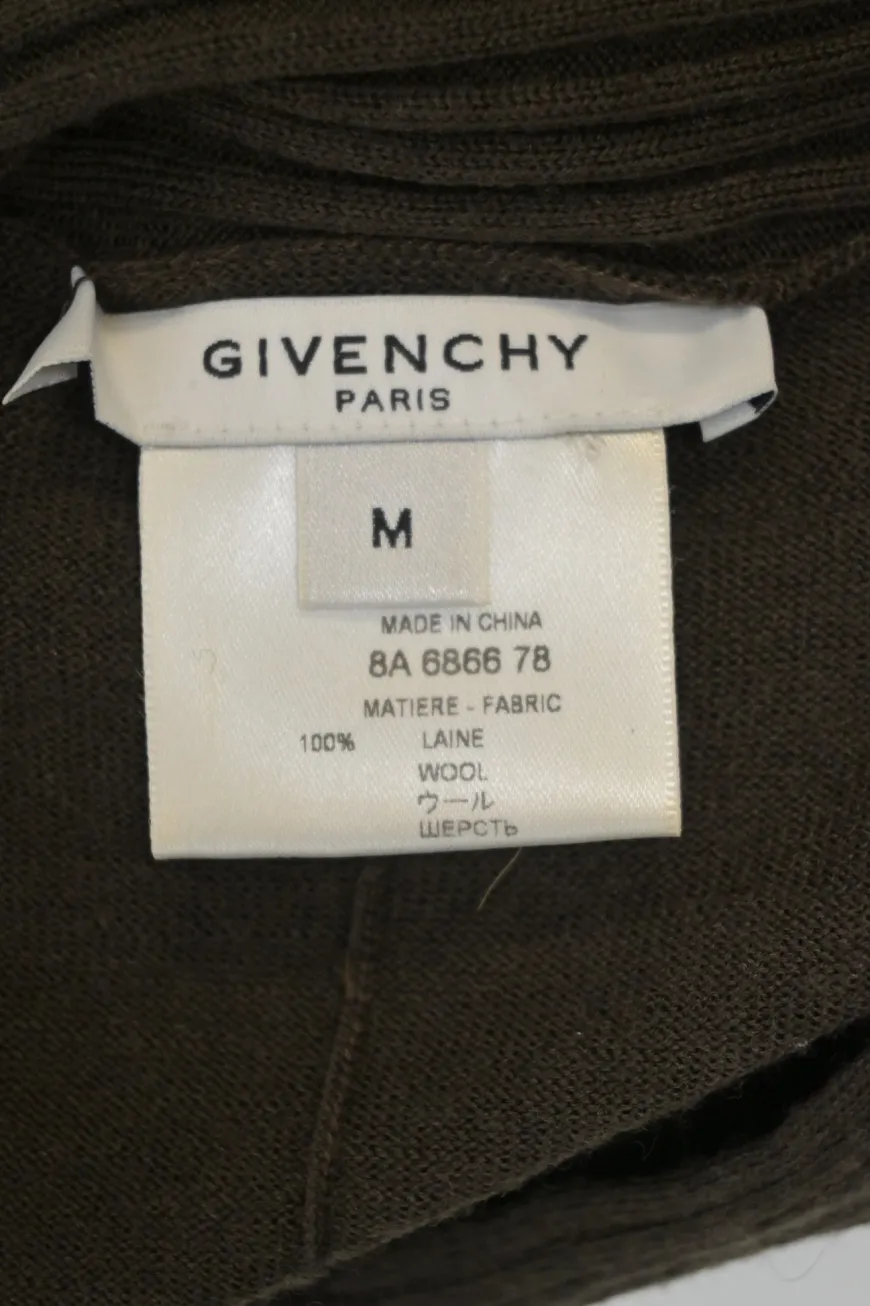 GIVENCHY
PARIS
M
MADE IN CHINA
8A 6866 78
MATIERE - FABRIC
100% LAINE
WOOL
ウール
ШЕРСТЬ